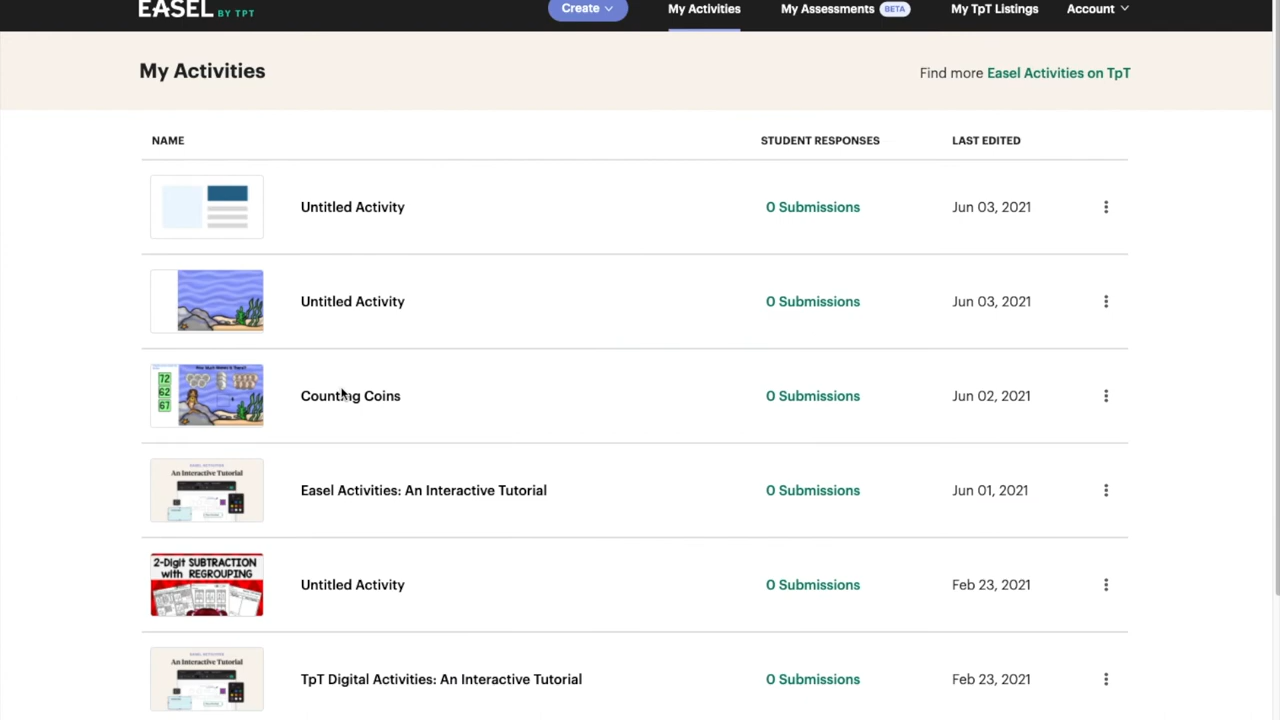 EASEL BY TPT
Create
My Activities
My Assessments BETA
My TpT Listings
Account
My Activities
Find more Easel Activities on TpT
NAME
STUDENT RESPONSES
LAST EDITED
Untitled Activity
0 Submissions
Jun 03, 2021
Untitled Activity
0 Submissions
Jun 03, 2021
72
62
67
Counting Coins
0 Submissions
Jun 02, 2021
An Interactive Tutorial
Easel Activities: An Interactive Tutorial
0 Submissions
Jun 01, 2021
2-Digit SUBTRACTION
with REGROUPING
Untitled Activity
0 Submissions
Feb 23, 2021
An Interactive Tutorial
TpT Digital Activities: An Interactive Tutorial
0 Submissions
Feb 23, 2021